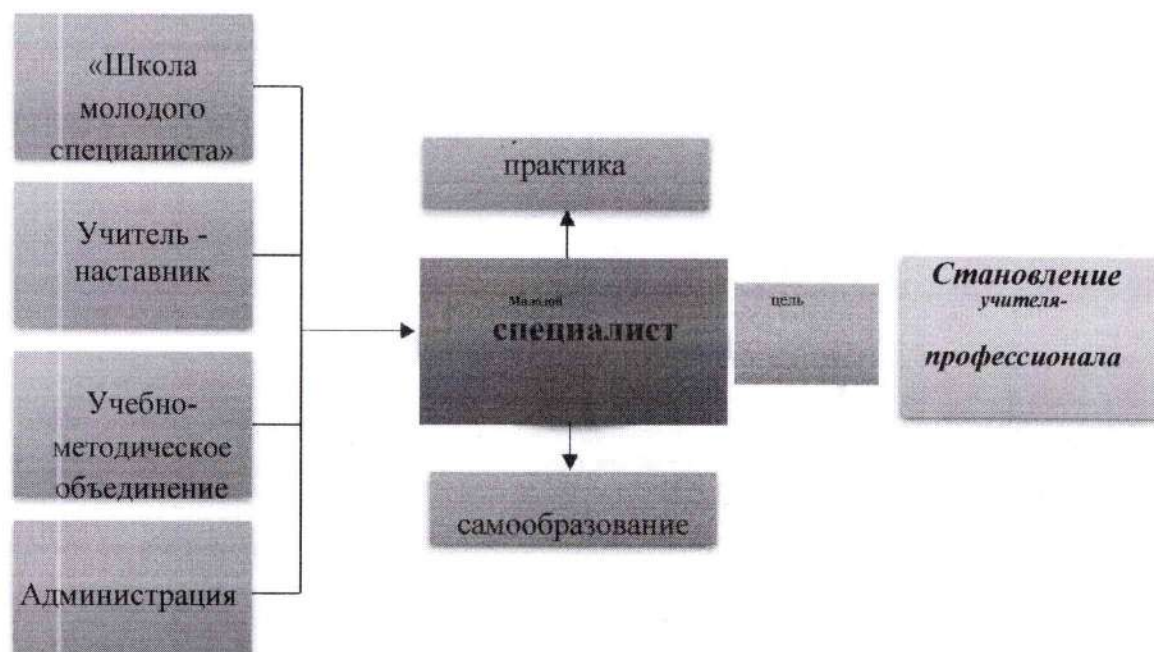 «Школа
молодого
специалиста»
Учитель -
наставник
Учебно-
методическое
объединение
Администрация
практика
Молодой
специалист
самообразование
цель
Становление
учителя-
профессионала